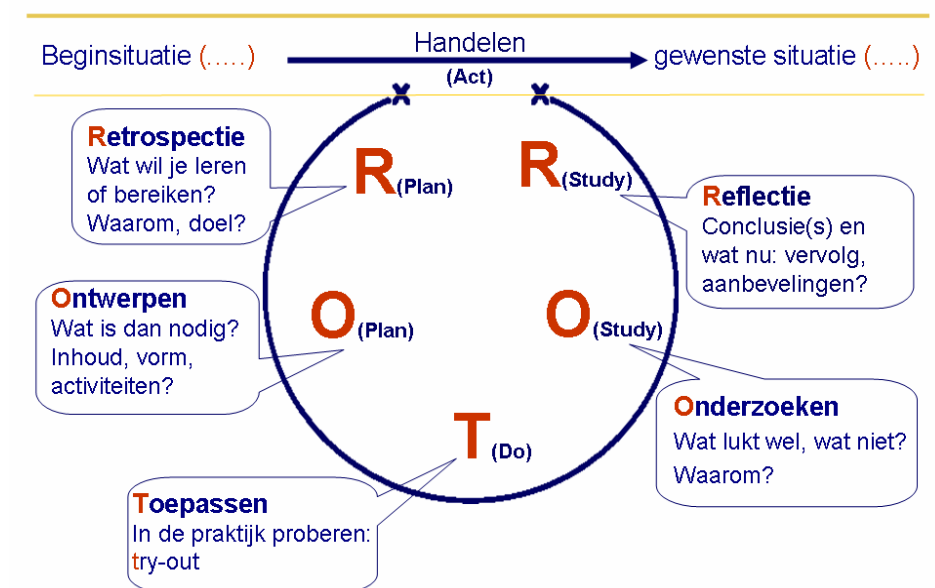 Beginsituatie (.....)
Handelen
(Act)
gewenste situatie (.....)
Retrospectie
Wat wil je leren
of bereiken?
Waarom, doel?
R(Plan)
R(Study)
Reflectie
Conclusie(s) en
wat nu: vervolg,
aanbevelingen?
Ontwerpen
Wat is dan nodig?
Inhoud, vorm,
activiteiten?
O(Plan)
O(Study)
Onderzoeken
Wat lukt wel, wat niet?
Waarom?
T(Do)
Toepassen
In de praktijk proberen:
try-out